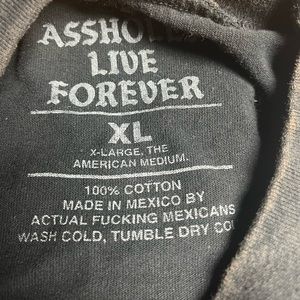 LIVE
FOREVER
XL
X-LARGE. THE
AMERICAN MEDIUM.
100% COTTON
MADE IN MEXICO BY
ACTUAL FUCKING MEXICANS
WASH COLD, TUMBLE DRY